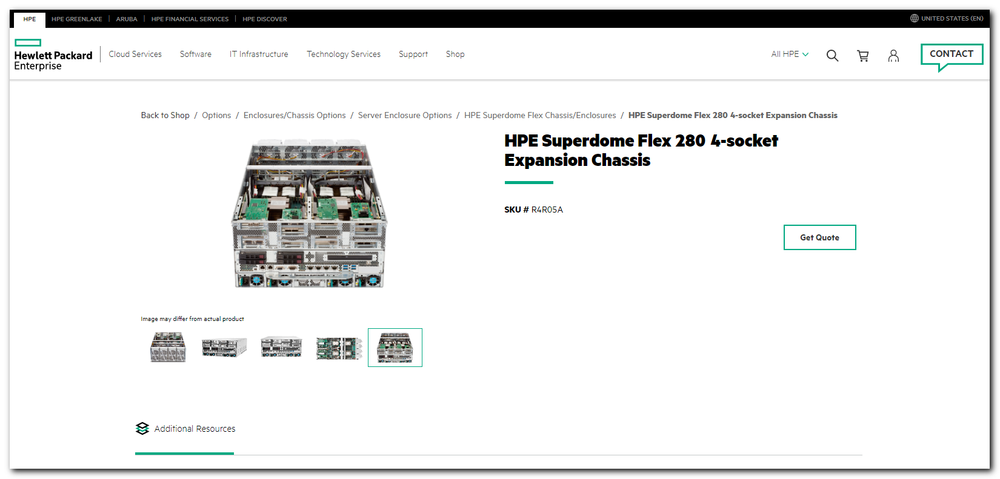 HPE
HPE GREENLAKE | ARUBA | HPE FINANCIAL SERVICES | HPE DISCOVER
UNITED STATES (EN)
Hewlett Packard
Enterprise
Cloud Services
Software
IT Infrastructure
Technology Services
Support
Shop
All HPE
CONTACT
Back to Shop / Options / Enclosures/Chassis Options / Server Enclosure Options / HPE Superdome Flex Chassis/Enclosures / HPE Superdome Flex 280 4-socket Expansion Chassis
HPE Superdome Flex 280 4-socket
Expansion Chassis
SKU # R4R05A
Get Quote
Image may differ from actual product
Additional Resources